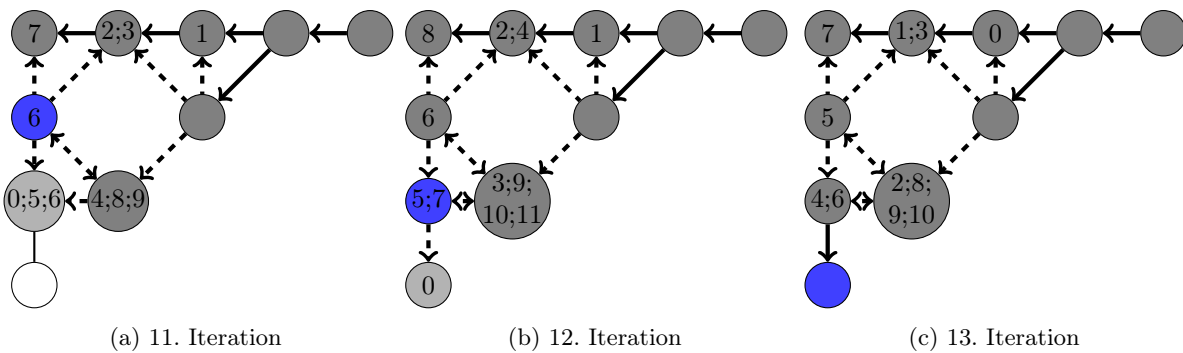 7 2;3 1
6
0;5;6 4;8;9
(a) 11. Iteration
8 2;4 1
6
5;7 3;9;
10;11
0
(b) 12. Iteration
7 1;3 0
5
4;6 2;8;
9;10
(c) 13. Iteration